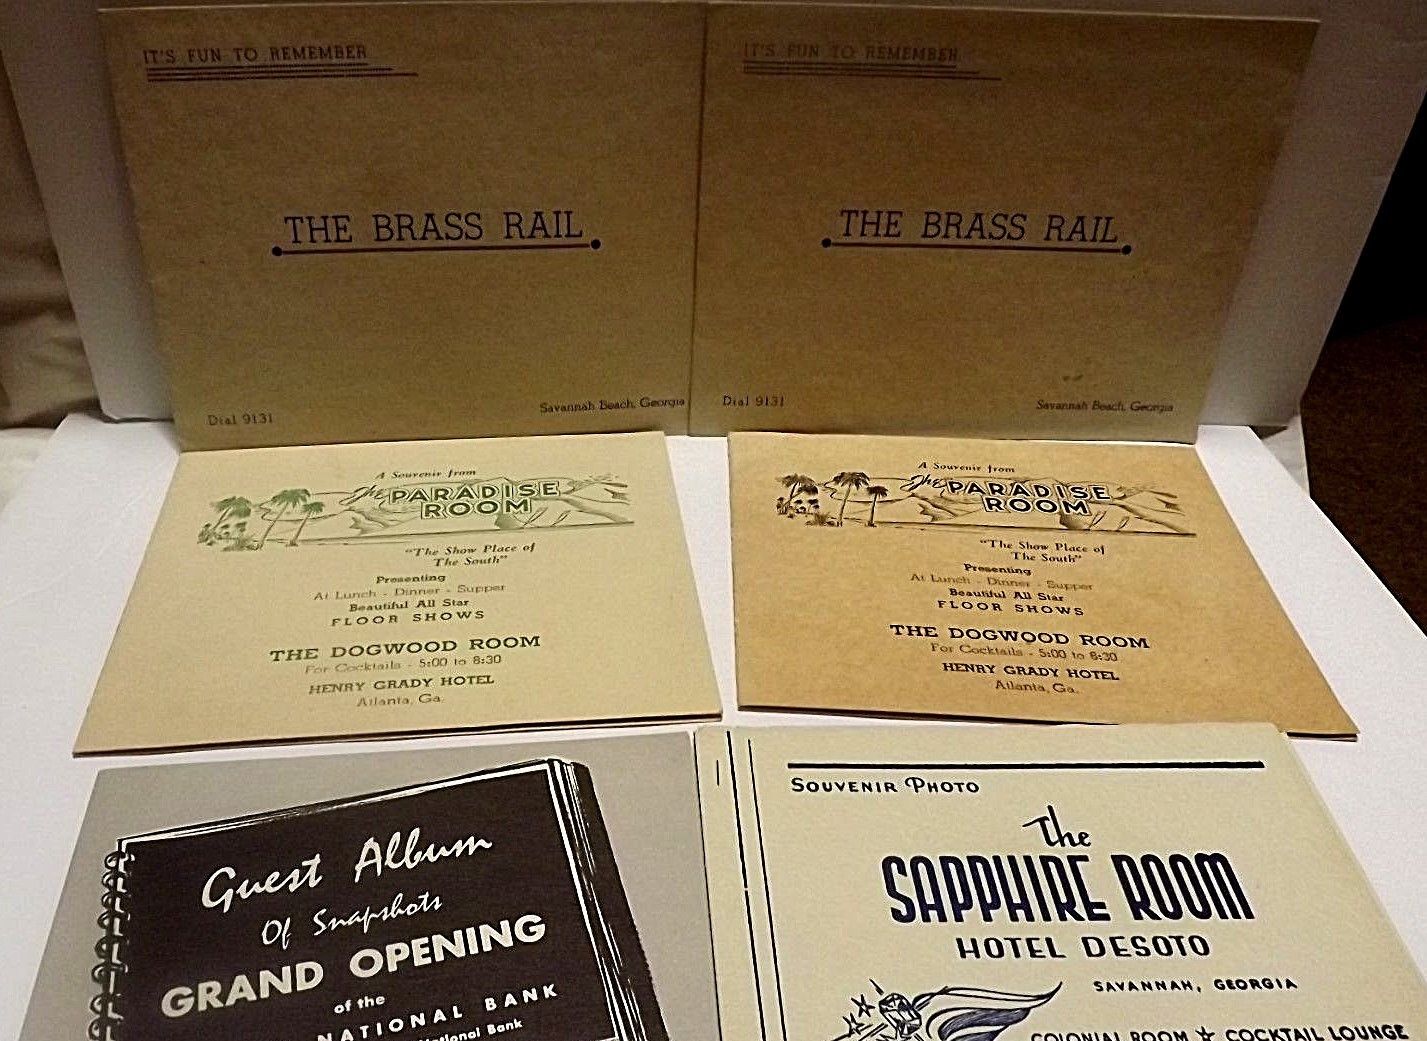 IT'S FUN TO REMEMBER
THE BRASS RAIL
Dial 9131
Savannah Beach, Georgia
IT'S FUN TO REMEMBER
THE BRASS RAIL
Dial 9131
Savannah Beach, Georgia
A Souvenir from
The PARADISE
ROOM
"The Show Place of
The South"
Presenting
At Lunch - Dinner - Supper
Beautiful All Star
FLOOR SHOWS
THE DOGWOOD ROOM
For Cocktails - 5:00 to 8:30
HENRY GRADY HOTEL
Atlanta, Ga.
A Souvenir from
The PARADISE
ROOM
"The Show Place of
The South"
Presenting
At Lunch - Dinner - Supper
Beautiful All Star
FLOOR SHOWS
THE DOGWOOD ROOM
For Cocktails - 5:00 to 8:30
HENRY GRADY HOTEL
Atlanta, Ga.
Guest Album
Of Snapshots
GRAND OPENING
of the
NATIONAL BANK
National Bank
SOUVENIR PHOTO
The
SAPPHIRE ROOM
HOTEL DESOTO
SAVANNAH, GEORGIA
COLONIAL ROOM ☆ COCKTAIL LOUNGE